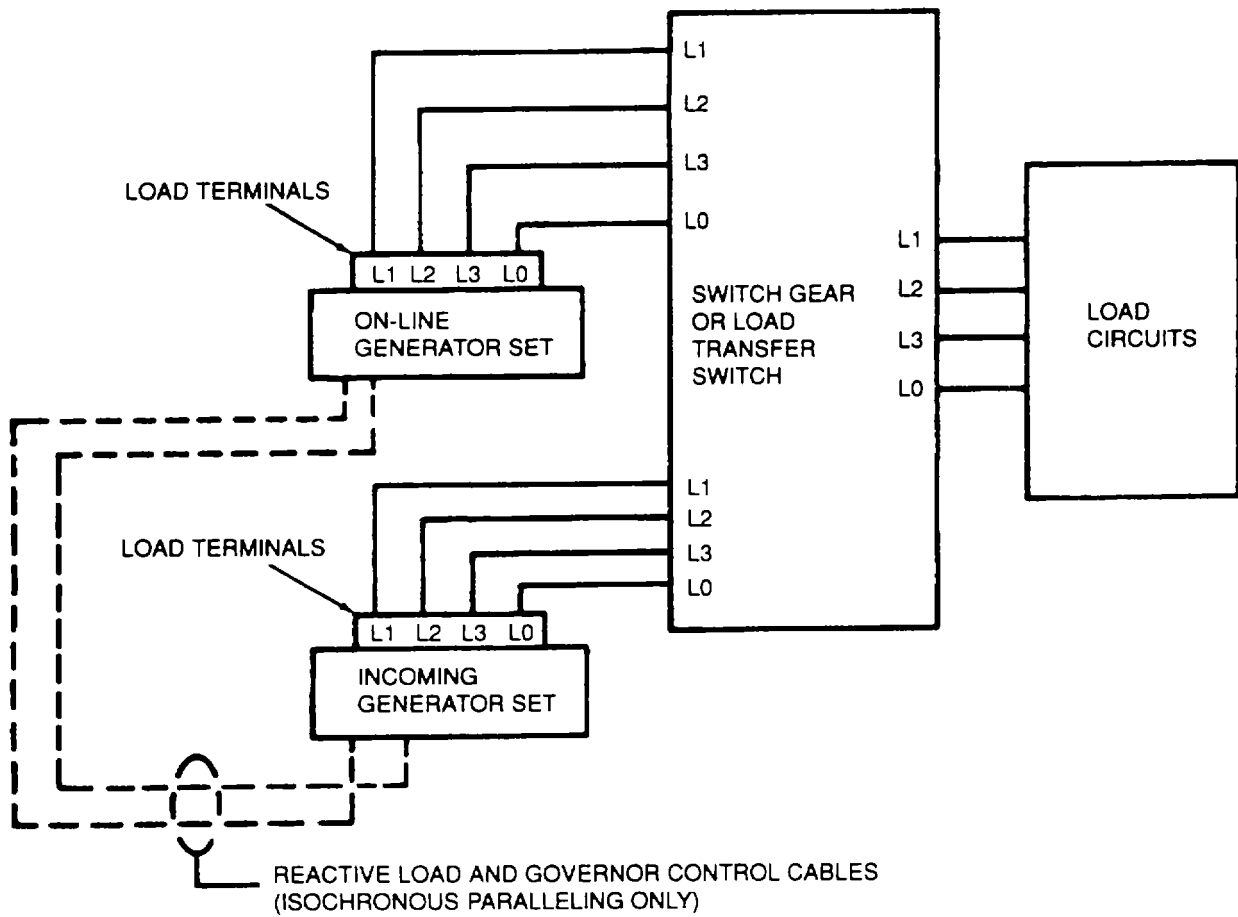 L1
L2
L3
L0
LOAD TERMINALS
L1 L2 L3 L0
ON-LINE
GENERATOR SET
SWITCH GEAR
OR LOAD
TRANSFER
SWITCH
L1
L2
L3
L0
LOAD
CIRCUITS
L1
L2
L3
L0
LOAD TERMINALS
L1 L2 L3 L0
INCOMING
GENERATOR SET
REACTIVE LOAD AND GOVERNOR CONTROL CABLES
(ISOCHRONOUS PARALLELING ONLY)